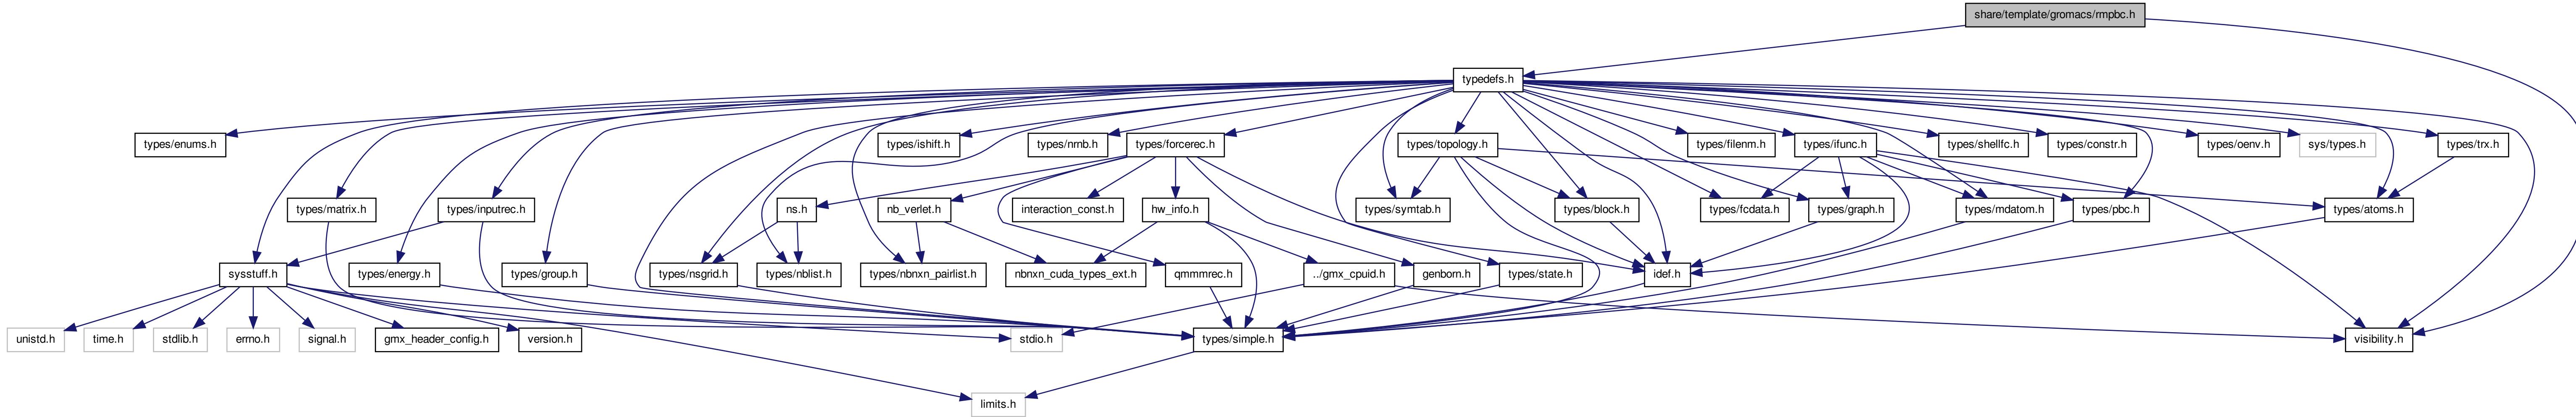 share/template/gromacs/rmpbc.h
typedefs.h
types/enums.h
types/ishift.h
types/nrnb.h
types/forcerec.h
types/topology.h
types/filenm.h
types/ifunc.h
types/shellfc.h
types/constr.h
types/oenv.h
sys/types.h
types/trx.h
types/matrix.h
types/inputrec.h
ns.h
nb_verlet.h
interaction_const.h
hw_info.h
types/symtab.h
types/block.h
types/fcdata.h
types/graph.h
types/mdatom.h
types/pbc.h
types/atoms.h
sysstuff.h
types/energy.h
types/group.h
types/nsgrid.h
types/nblist.h
types/nbnxn_pairlist.h
nbnxn_cuda_types_ext.h
qmmmrec.h
../gmx_cpuid.h
genborn.h
types/state.h
idef.h
unistd.h
time.h
stdlib.h
errno.h
signal.h
gmx_header_config.h
version.h
stdio.h
types/simple.h
visibility.h
limits.h